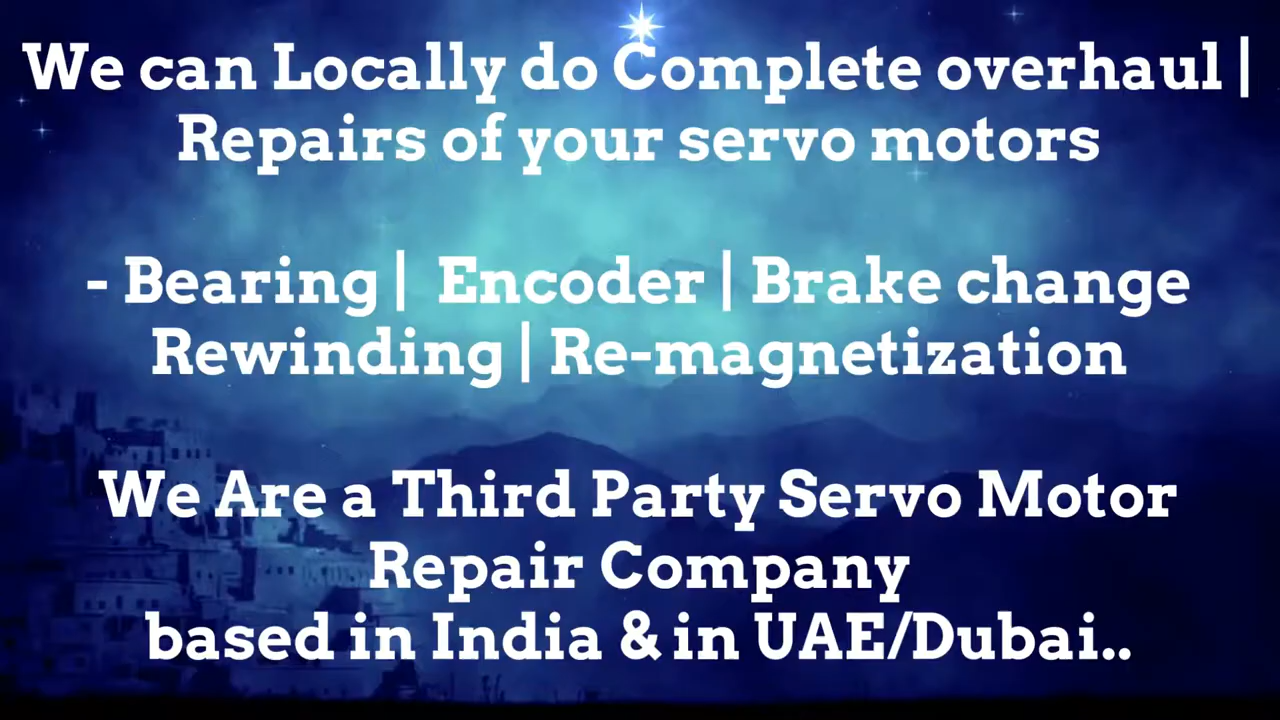 We can Locally do Complete overhaul |
Repairs of your servo motors
- Bearing | Encoder | Brake change
Rewinding | Re-magnetization
We Are a Third Party Servo Motor
Repair Company
based in India & in UAE/Dubai..